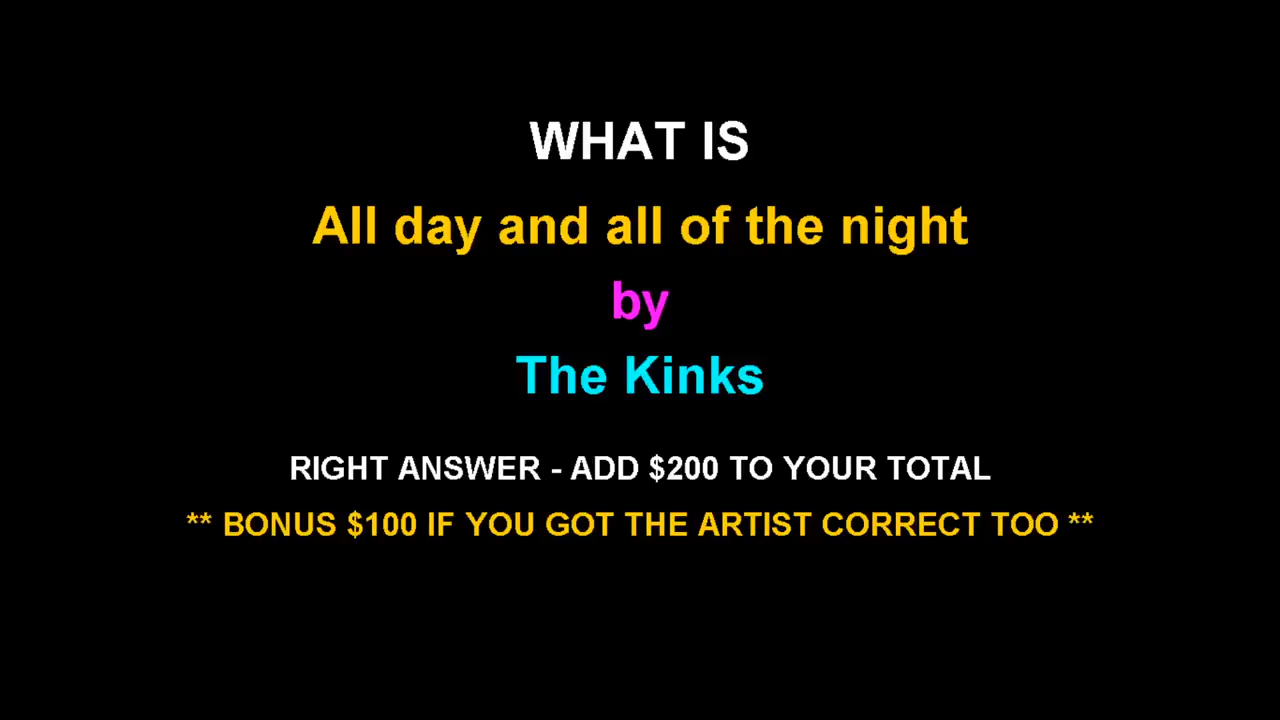 WHAT IS
All day and all of the night
by
The Kinks
RIGHT ANSWER - ADD $200 TO YOUR TOTAL
** BONUS $100 IF YOU GOT THE ARTIST CORRECT TOO **